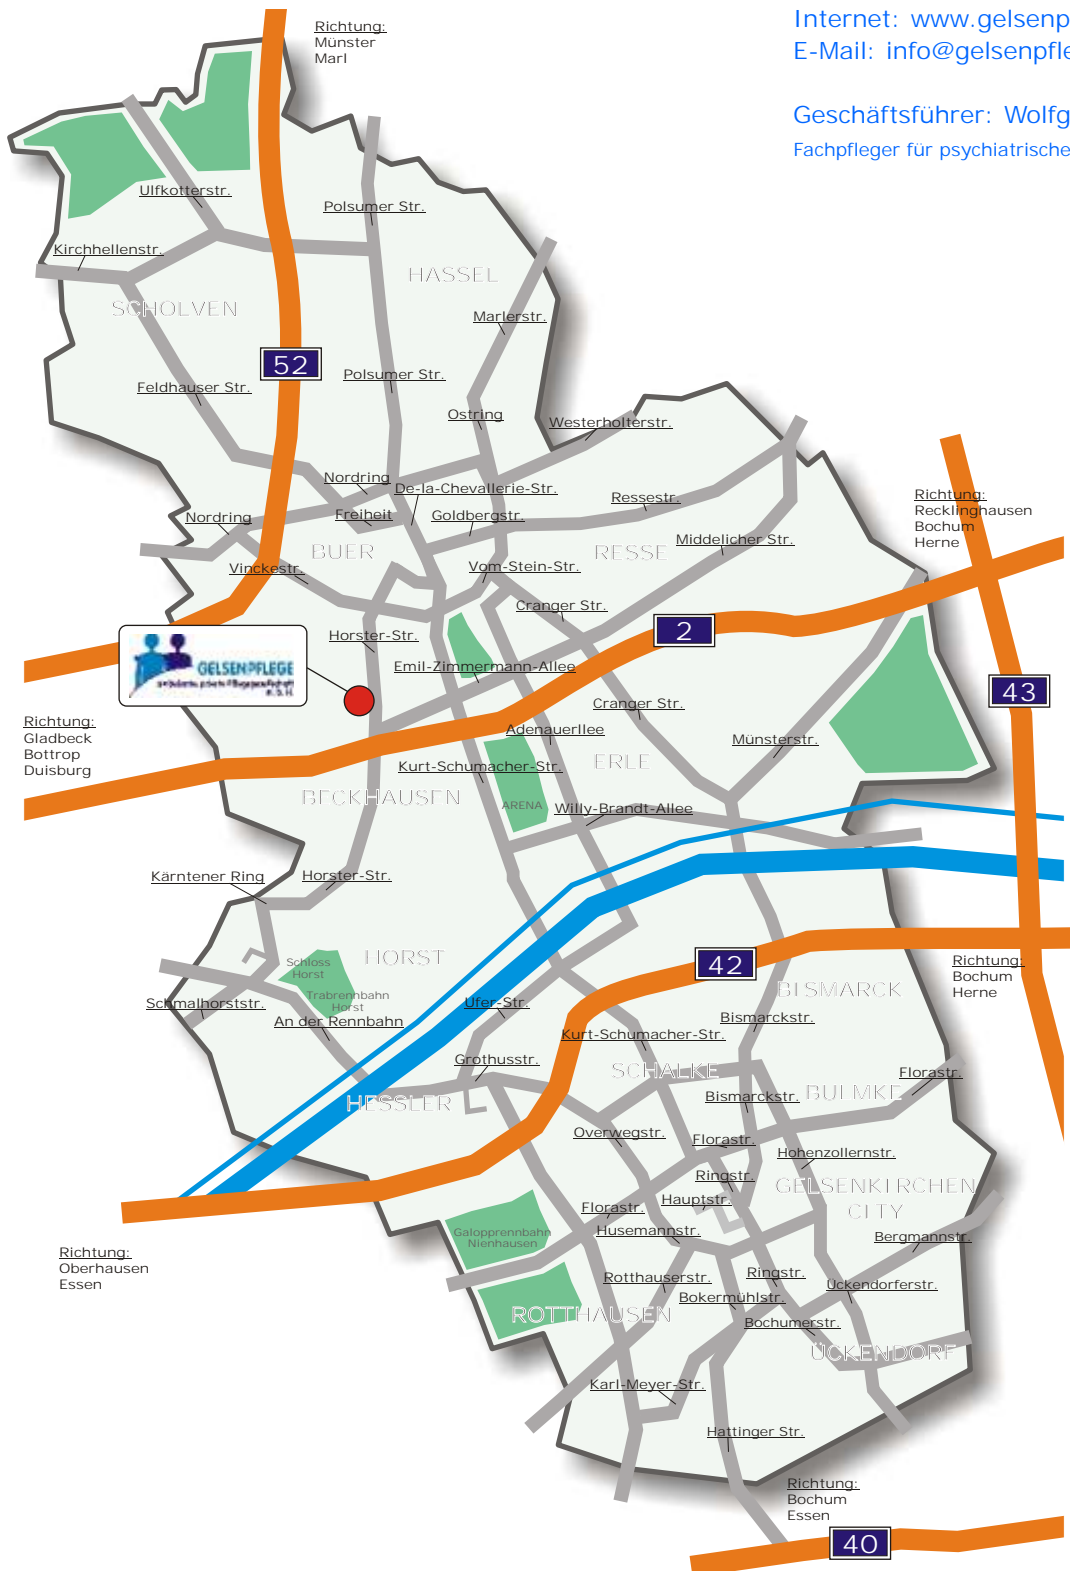 Internet: www.gelsenp
E-Mail: info@gelsenpfle
Geschäftsführer: Wolfg
Fachpfleger für psychiatrische
Richtung:
Münster
Marl
Ulfkotterstr.
Polsumer Str.
Kirchhellenstr.
HASSEL
SCHOLVEN
Marlerstr.
52
Feldhauser Str.
Polsumer Str.
Ostring
Westerholterstr.
Nordring
De-la-Chevallerie-Str.
Ressestr.
Richtung:
Recklinghausen
Bochum
Herne
Nordring
Freiheit
Goldbergstr.
BUER
RESSE
Middelicher Str.
Vinckestr.
Vom-Stein-Str.
Cranger Str.
2
Horster-Str.
GELSENPFLEGE
Emil-Zimmermann-Allee
43
Cranger Str.
Richtung:
Gladbeck
Bottrop
Duisburg
Adenauerllee
Münsterstr.
Kurt-Schumacher-Str.
ERLE
BECKHAUSEN
ARENA
Willy-Brandt-Allee
Kärntener Ring
Horster-Str.
HORST
Schloss
Horst
42
Richtung:
Bochum
Herne
Trabrennbahn
Horst
BISMARCK
Schmalhorststr.
Ufer-Str.
An der Rennbahn
Bismarckstr.
Kurt-Schumacher-Str.
Grothusstr.
SCHALKE
Florastr.
HESSLER
Bismarckstr.
BULMKE
Overwegstr.
Florastr.
Hohenzollernstr.
Ringstr.
GELSENKIRCHEN
CITY
Hauptstr.
Florastr.
Galopprennbahn
Nienhausen
Husemannstr.
Bergmannstr.
Richtung:
Oberhausen
Essen
Rotthauserstr.
Ringstr.
Ückendorferstr.
Bokermühlstr.
ROTTHAUSEN
Bochumerstr.
ÜCKENDORF
Karl-Meyer-Str.
Hattinger Str.
Richtung:
Bochum
Essen
40